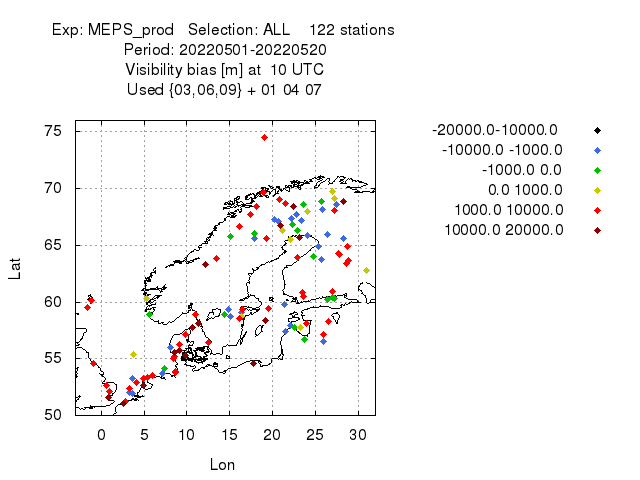 Exp: MEPS_prod Selection: ALL 122 stations
Period: 20220501-20220520
Visibility bias [m] at 10 UTC
Used {03,06,09} + 01 04 07
75
70
65
60
55
50
0 5 10 15 20 25 30
Lat
Lon
-20000.0-10000.0
-10000.0 -1000.0
-1000.0 0.0
0.0 1000.0
1000.0 10000.0
10000.0 20000.0